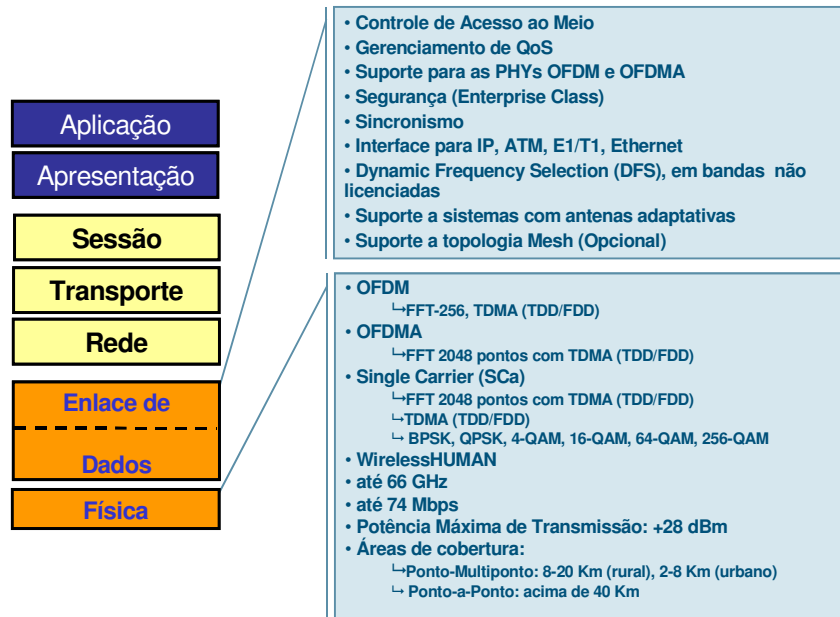 Aplicação
Apresentação
Sessão
Transporte
Rede
Enlace de
Dados
Física
• Controle de Acesso ao Meio
• Gerenciamento de QoS
• Suporte para as PHYs OFDM e OFDMA
• Segurança (Enterprise Class)
• Sincronismo
• Interface para IP, ATM, E1/T1, Ethernet
• Dynamic Frequency Selection (DFS), em bandas não
licenciadas
• Suporte a sistemas com antenas adaptativas
• Suporte a topologia Mesh (Opcional)
• OFDM
↳FFT-256, TDMA (TDD/FDD)
• OFDMA
↳FFT 2048 pontos com TDMA (TDD/FDD)
• Single Carrier (SCa)
↳FFT 2048 pontos com TDMA (TDD/FDD)
↳TDMA (TDD/FDD)
↳ BPSK, QPSK, 4-QAM, 16-QAM, 64-QAM, 256-QAM
• WirelessHUMAN
• até 66 GHz
• até 74 Mbps
• Potência Máxima de Transmissão: +28 dBm
• Áreas de cobertura:
↳Ponto-Multiponto: 8-20 Km (rural), 2-8 Km (urbano)
↳ Ponto-a-Ponto: acima de 40 Km